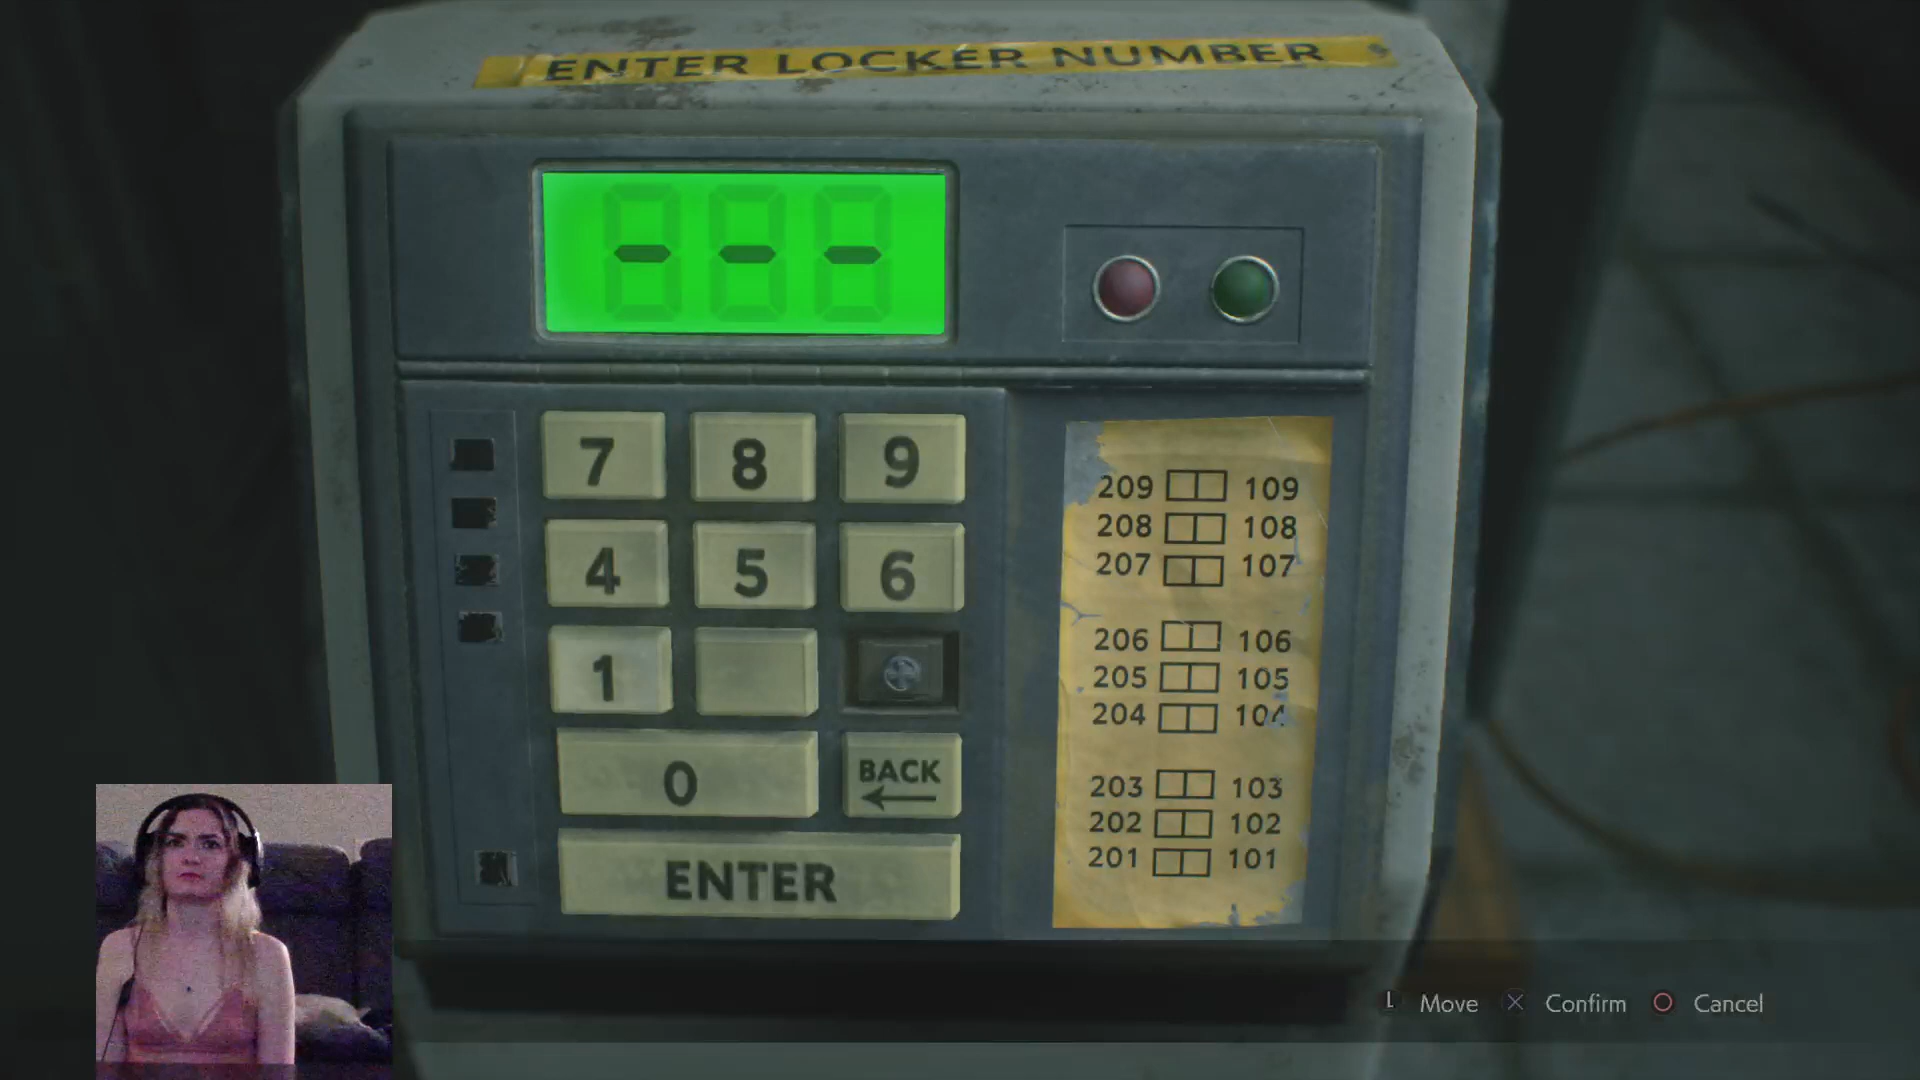 ENTER LOCKER NUMBER
7 8 9
4 5 6
1
0 BACK
ENTER
209 109
208 108
207 107
206 106
205 105
204 104
203 103
202 102
201 101
L Move Confirm Cancel